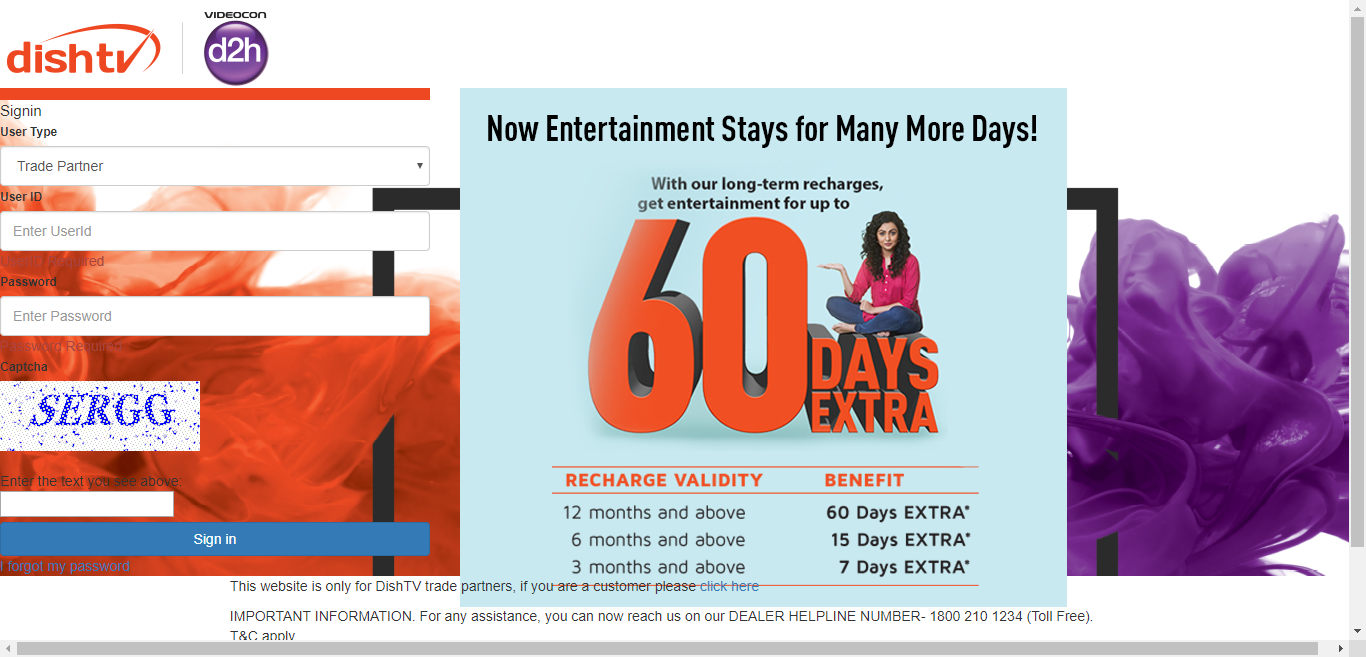 dishtv
VIDEOCON
d2h
Signin
User Type
Trade Partner
User ID
Enter UserId
Required
Password
Enter Password
Password Required
Captcha
SERGG
Enter the text you see above:
Sign in
I forgot my password
Now Entertainment Stays for Many More Days!
With our long-term recharges,
get entertainment for up to
60
DAYS
EXTRA
RECHARGE VALIDITY BENEFIT
12 months and above 60 Days EXTRA*
6 months and above 15 Days EXTRA*
3 months and above 7 Days EXTRA*
This website is only for DishTV trade partners, if you are a customer please click here
IMPORTANT INFORMATION. For any assistance, you can now reach us on our DEALER HELPLINE NUMBER- 1800 210 1234 (Toll Free).
T&C apply